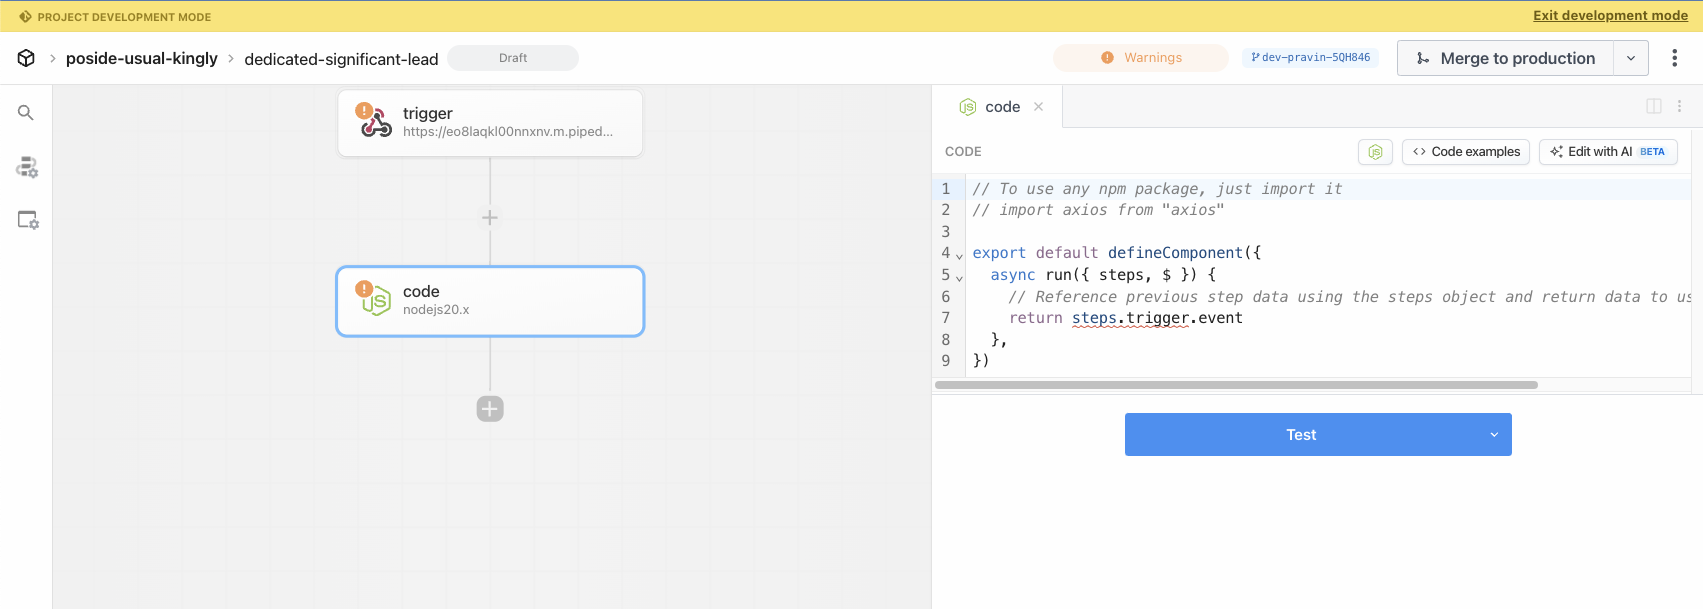 PROJECT DEVELOPMENT MODE
Exit development mode
poside-usual-kingly
dedicated-significant-lead
Draft
Warnings
dev-pravin-5QH846
Merge to production
trigger
https://eo8laqkl00nnxnv.m.piped...
code
nodejs20.x
code
CODE
JS
Code examples
Edit with AI BETA
1 // To use any npm package, just import it
2 // import axios from "axios"
3
4 export default defineComponent({
5 async run({ steps, $ }) {
6 // Reference previous step data using the steps object and return data to us
7 return steps.trigger.event
8 },
9 })
Test